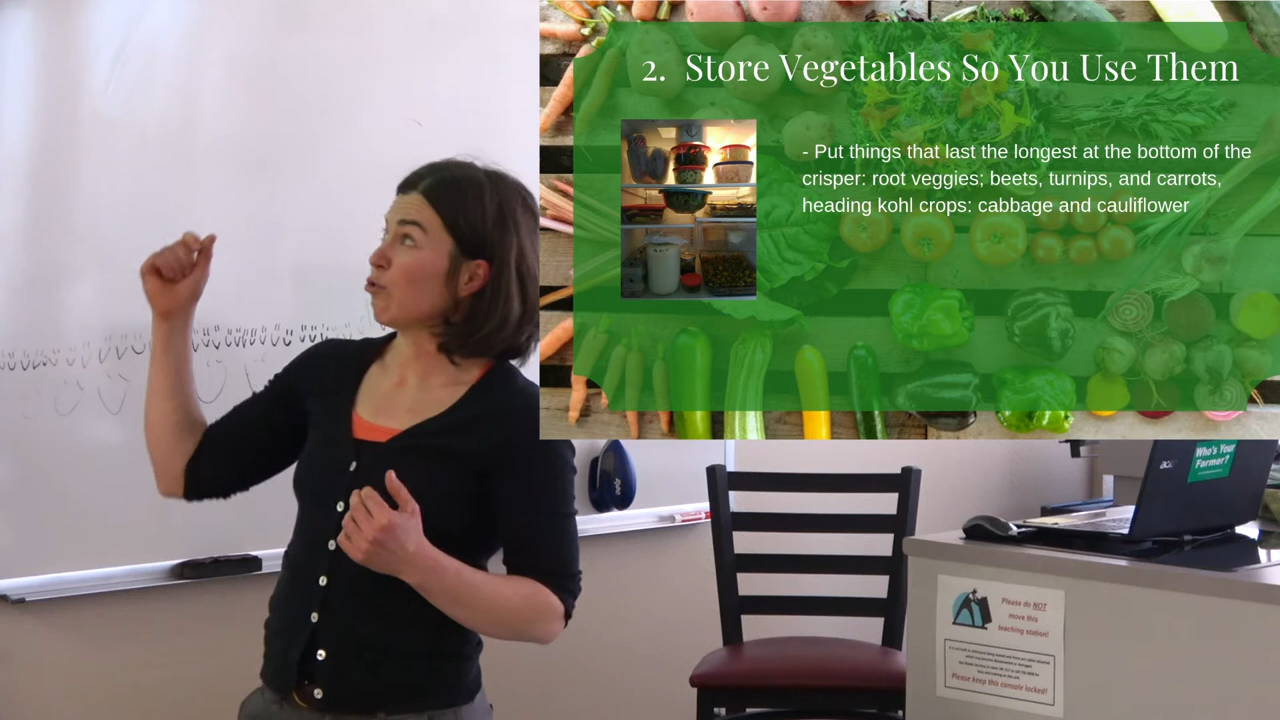 2. Store Vegetables So You Use Them
- Put things that last the longest at the bottom of the
crisper: root veggies; beets, turnips, and carrots,
heading kohl crops: cabbage and cauliflower
acer
Who's Your
Farmer?
Please do NOT
move this
teaching station!
Please keep this console locked!